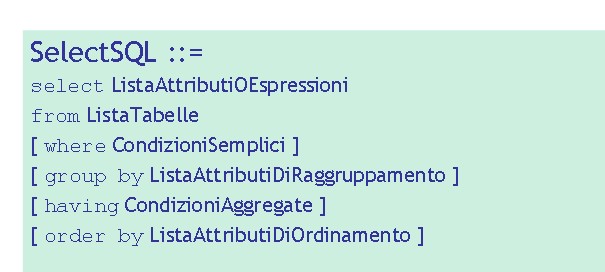 SelectSQL ::=
select ListaAttributiOEspressioni
from ListaTabelle
[ where CondizioniSemplici ]
[ group by ListaAttributiDiRaggruppamento ]
[ having CondizioniAggregate ]
[ order by ListaAttributiDiOrdinamento ]